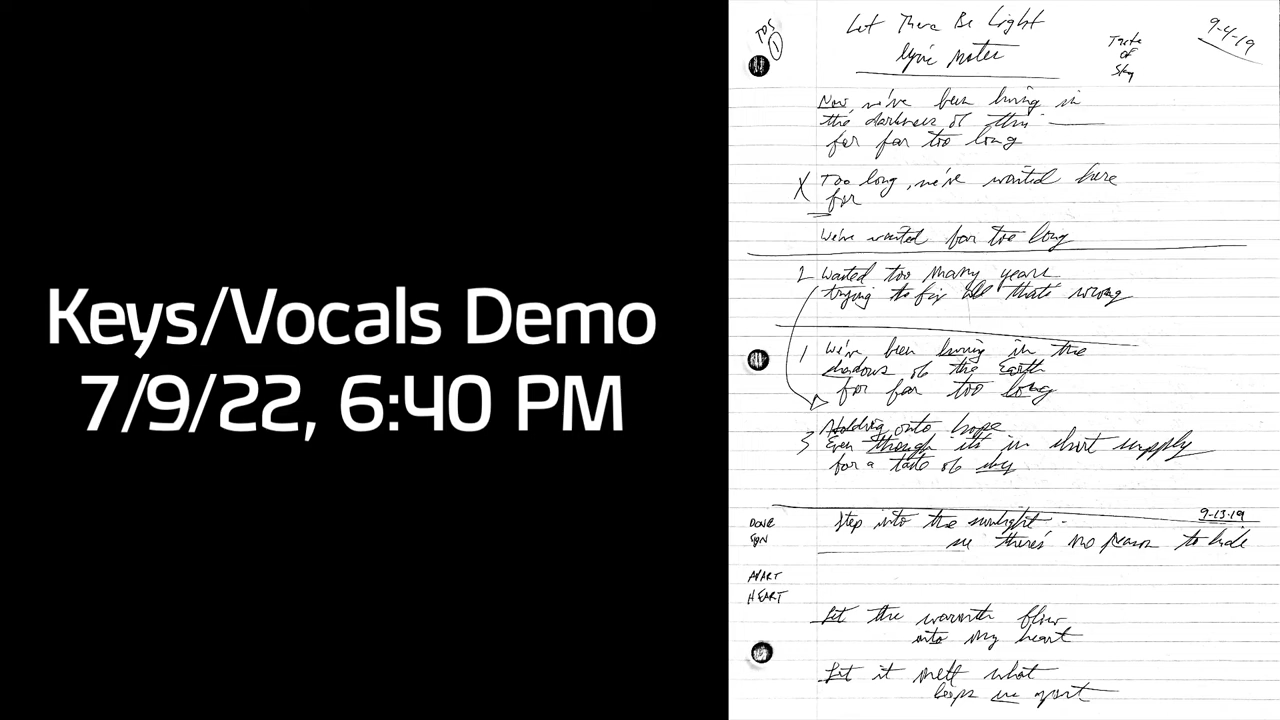 Keys/Vocals Demo
7/9/22, 6:40 PM
TOS
1
Let There Be Light
lyric notes
Taste
of
Sky
9-4-19
Now, we've been living in
the darkness of this
for far too long
X Too long, we've waited here
for
We've waited for too long
2 Waited too many years
trying to fix all that's wrong
1 We've been living in the
shadows of the Earth
for far too long
Holding onto hope
3 Even though it's in short supply
for a taste of sky
9-13-19
Step into the sunlight
see there's no reason to hide
APART
HEART
Let the warmth flow
into my heart
Let it melt what
keeps us apart